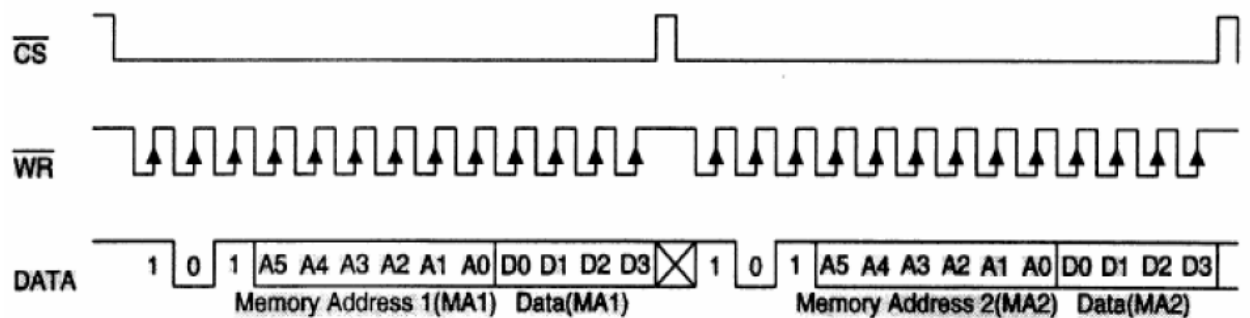 CS
WR
DATA 1 0 1 A5 A4 A3 A2 A1 A0 D0 D1 D2 D3 1 0 1 A5 A4 A3 A2 A1 A0 D0 D1 D2 D3
Memory Address 1(MA1) Data(MA1) Memory Address 2(MA2) Data(MA2)